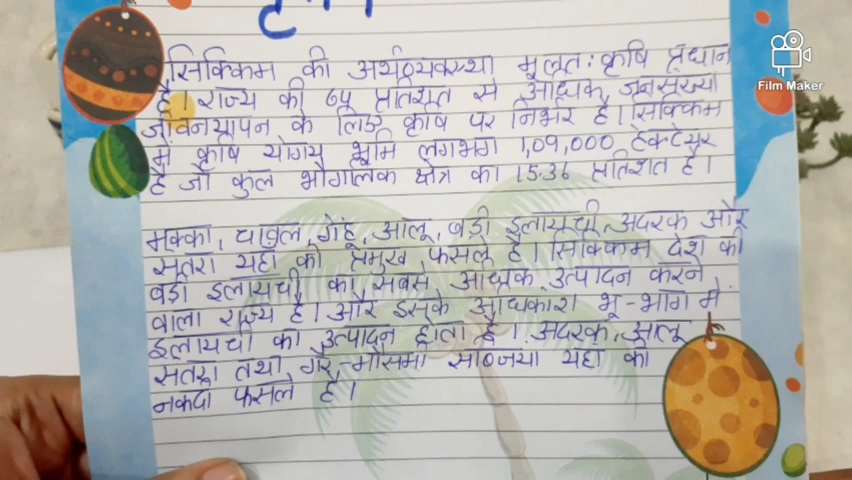 कृषि
Film Maker
सिक्किम की अर्थव्यवस्था मूलतः कृषि प्रधान
है। राज्य की 64 प्रतिशत से अधिक जनसंख्या
जीवनयापन के लिए कृषि पर निर्भर है। सिक्किम
में कृषि योग्य भूमि लगभग 1,09,000 हेक्टेयर
है जो कुल भौगोलिक क्षेत्र का 15.36 प्रतिशत है।
मक्का, चावल, गेहूं, आलू, बड़ी इलायची, अदरक और
संतरा यहां की प्रमुख फसलें है। सिक्किम देश की
बड़ी इलायची का सबसे अधिक उत्पादन करने
वाला राज्य है। और इसके अधिकांश भू-भाग में
इलायची का उत्पादन होता है। अदरक, आलू
संतरा तथा गैर-मौसमी सब्जियां यहां की
नकदी फसलें है।